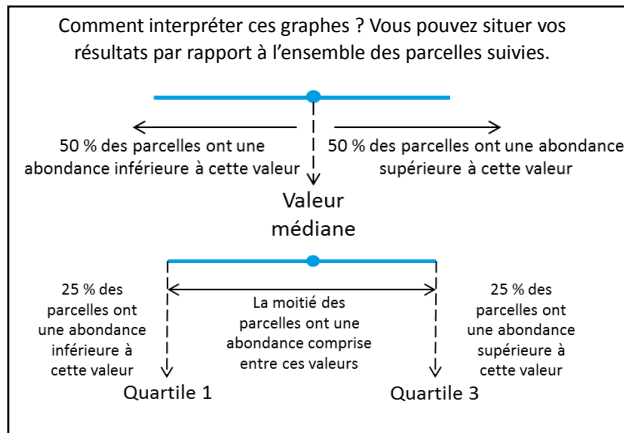 Comment interpréter ces graphes ? Vous pouvez situer vos
résultats par rapport à l’ensemble des parcelles suivies.
50 % des parcelles ont une
abondance inférieure à cette valeur
50 % des parcelles ont une abondance
supérieure à cette valeur
Valeur
médiane
25 % des
parcelles ont
une abondance
inférieure à
cette valeur
La moitié des
parcelles ont une
abondance comprise
entre ces valeurs
25 % des
parcelles ont
une abondance
supérieure à
cette valeur
Quartile 1
Quartile 3